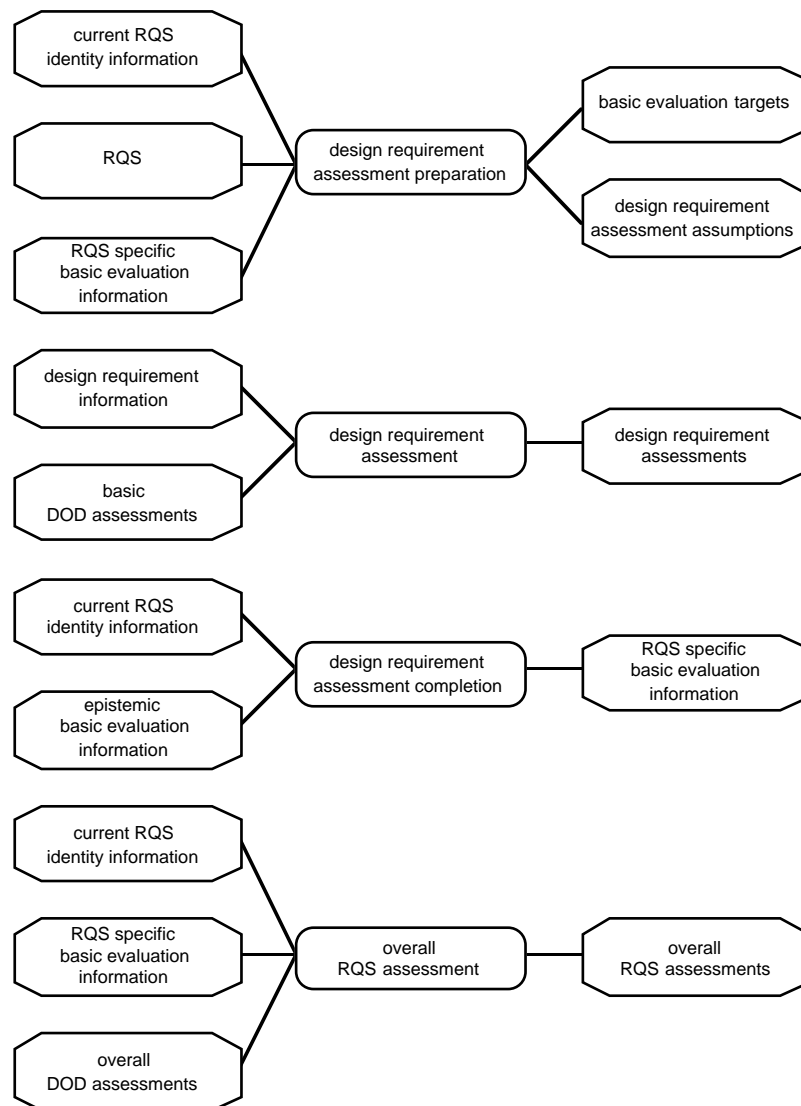 current RQS
identity information
RQS
RQS specific
basic evaluation
information
design requirement
assessment preparation
basic evaluation targets
design requirement
assessment assumptions
design requirement
information
basic
DOD assessments
design requirement
assessment
design requirement
assessments
current RQS
identity information
epistemic
basic evaluation
information
design requirement
assessment completion
RQS specific
basic evaluation
information
current RQS
identity information
RQS specific
basic evaluation
information
overall
DOD assessments
overall
RQS assessment
overall
RQS assessments